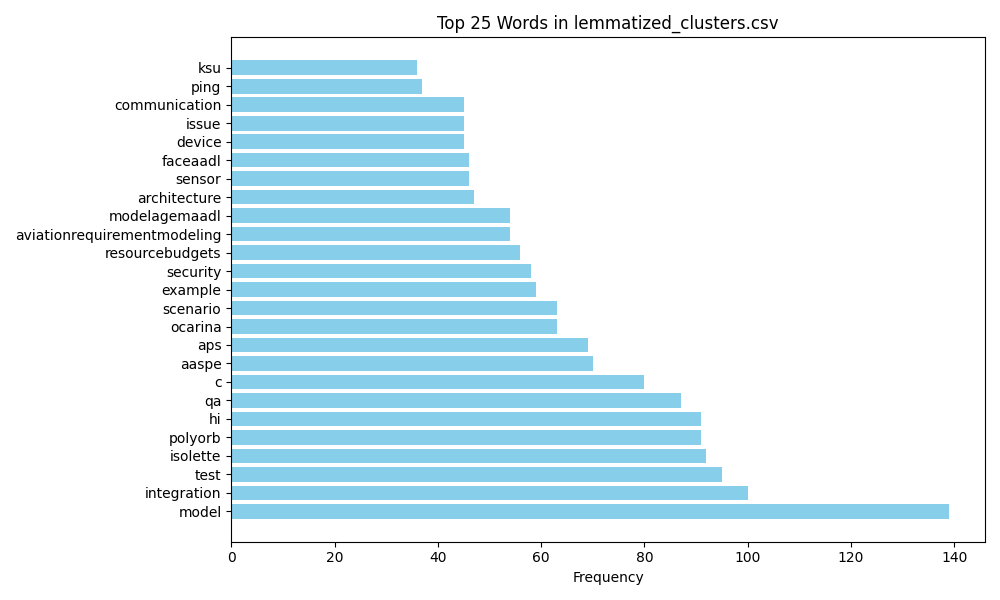 Top 25 Words in lemmatized_clusters.csv
ksu
ping
communication
issue
device
faceaadl
sensor
architecture
modelagemaadl
aviationrequirementmodeling
resourcebudgets
security
example
scenario
ocarina
aps
aaspe
c
qa
hi
polyorb
isolette
test
integration
model
0 20 40 60 80 100 120 140
Frequency